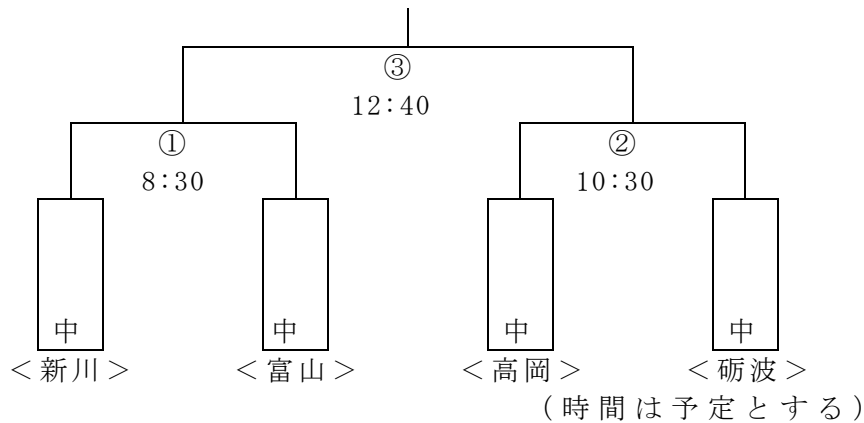 ③
12:40
① ②
8:30 10:30
中 中 中 中
＜新川＞ ＜富山＞ ＜高岡＞ ＜砺波＞
（時間は予定とする）